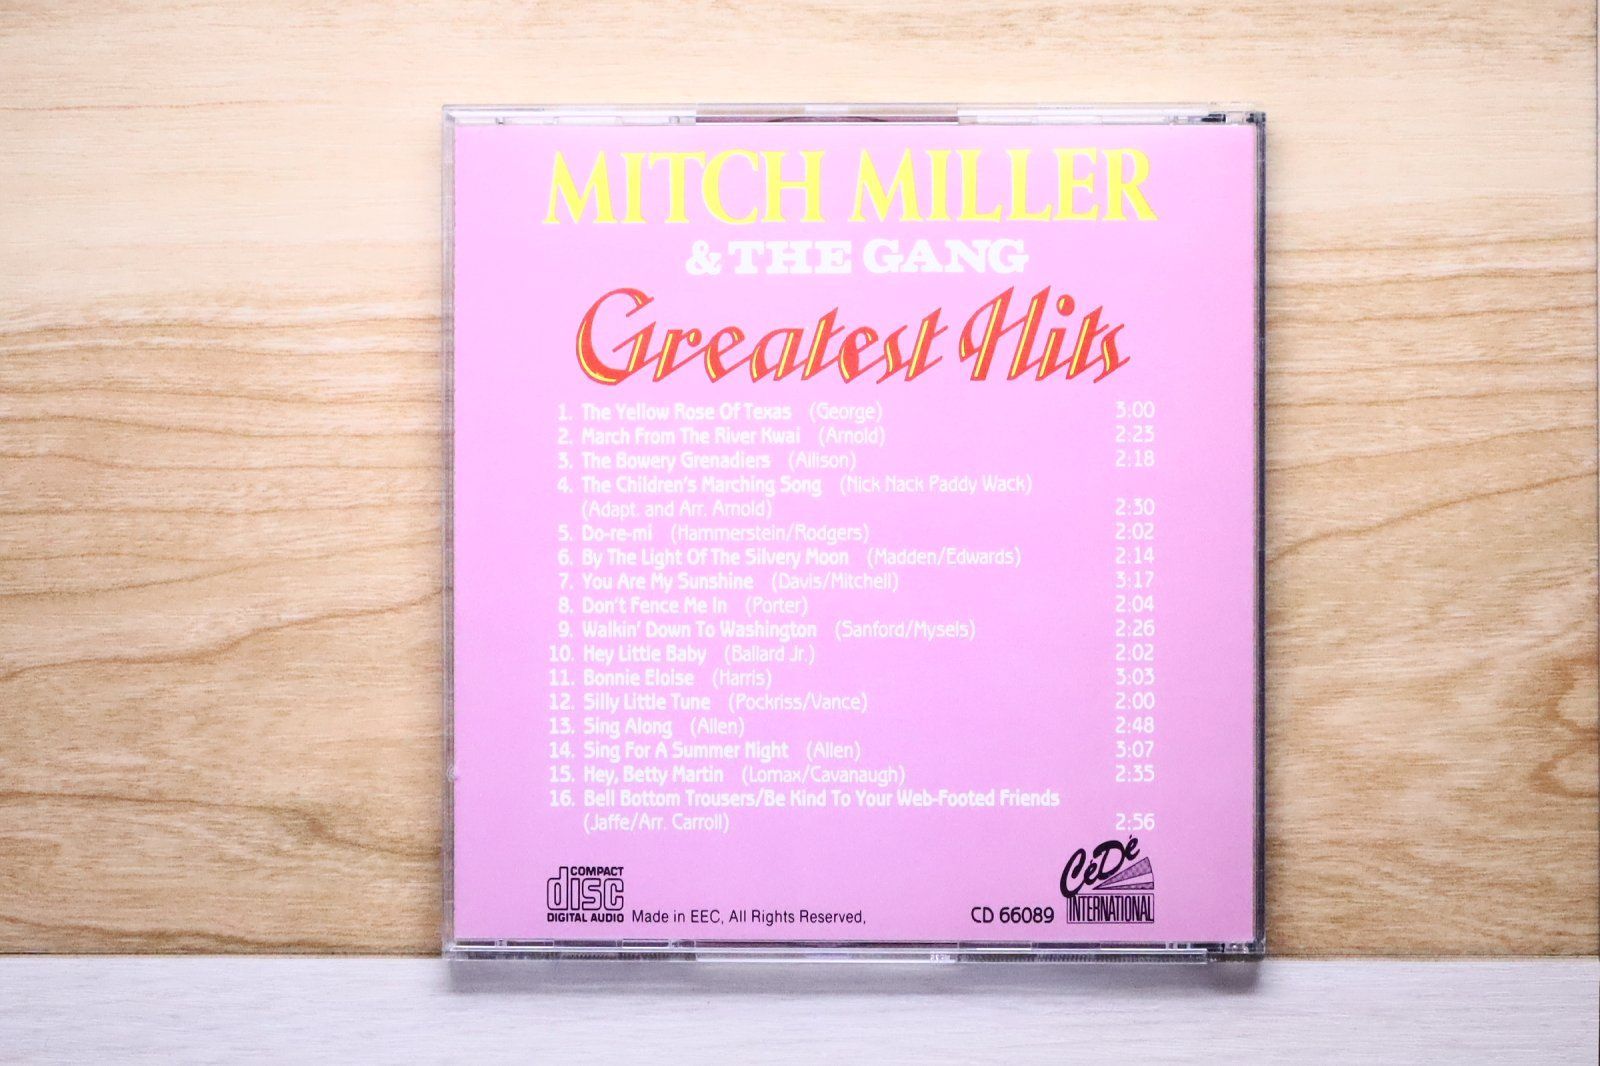 MITCH MILLER
& THE GANG
Greatest Hits
1. The Yellow Rose Of Texas (George) 3:00
2. March From The River Kwai (Arnold) 2:23
3. The Bowery Grenadiers (Allison) 2:18
4. The Children's Marching Song (Nick Nack Paddy Wack)
(Adapt. and Arr. Arnold) 2:30
5. Do-re-mi (Hammerstein/Rodgers) 2:02
6. By The Light Of The Silvery Moon (Madden/Edwards) 2:14
7. You Are My Sunshine (Davis/Mitchell) 3:17
8. Don't Fence Me In (Porter) 2:04
9. Walkin' Down To Washington (Sanford/Mysels) 2:26
10. Hey Little Baby (Ballard Jr.) 2:02
11. Bonnie Eloise (Harris) 3:03
12. Silly Little Tune (Pockriss/Vance) 2:00
13. Sing Along (Allen) 2:48
14. Sing For A Summer Night (Allen) 3:07
15. Hey, Betty Martin (Lomax/Cavanaugh) 2:35
16. Bell Bottom Trousers/Be Kind To Your Web-Footed Friends
(Jaffe/Arr. Carroll) 2:56
COMPACT
disc
DIGITAL AUDIO Made in EEC, All Rights Reserved, CD 66089
CéDé
INTERNATIONAL